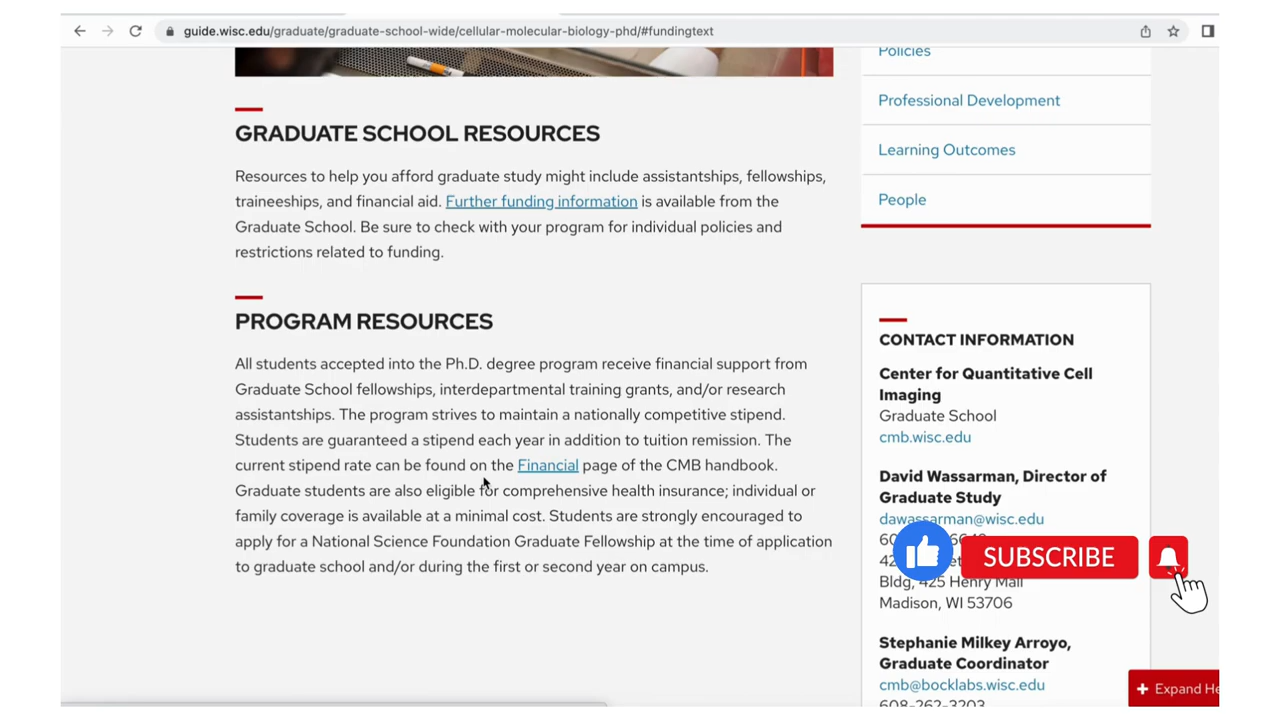 guide.wisc.edu/graduate/graduate-school-wide/cellular-molecular-biology-phd/#fundingtext
GRADUATE SCHOOL RESOURCES
Resources to help you afford graduate study might include assistantships, fellowships,
traineeships, and financial aid. Further funding information is available from the
Graduate School. Be sure to check with your program for individual policies and
restrictions related to funding.
PROGRAM RESOURCES
All students accepted into the Ph.D. degree program receive financial support from
Graduate School fellowships, interdepartmental training grants, and/or research
assistantships. The program strives to maintain a nationally competitive stipend.
Students are guaranteed a stipend each year in addition to tuition remission. The
current stipend rate can be found on the Financial page of the CMB handbook.
Graduate students are also eligible for comprehensive health insurance; individual or
family coverage is available at a minimal cost. Students are strongly encouraged to
apply for a National Science Foundation Graduate Fellowship at the time of application
to graduate school and/or during the first or second year on campus.
Policies
Professional Development
Learning Outcomes
People
CONTACT INFORMATION
Center for Quantitative Cell
Imaging
Graduate School
cmb.wisc.edu
David Wassarman, Director of
Graduate Study
dawassarman@wisc.edu
Bldg, 425 Henry Mall
Madison, WI 53706
Stephanie Milkey Arroyo,
Graduate Coordinator
cmb@bocklabs.wisc.edu
608-262-3203
SUBSCRIBE
Expand He